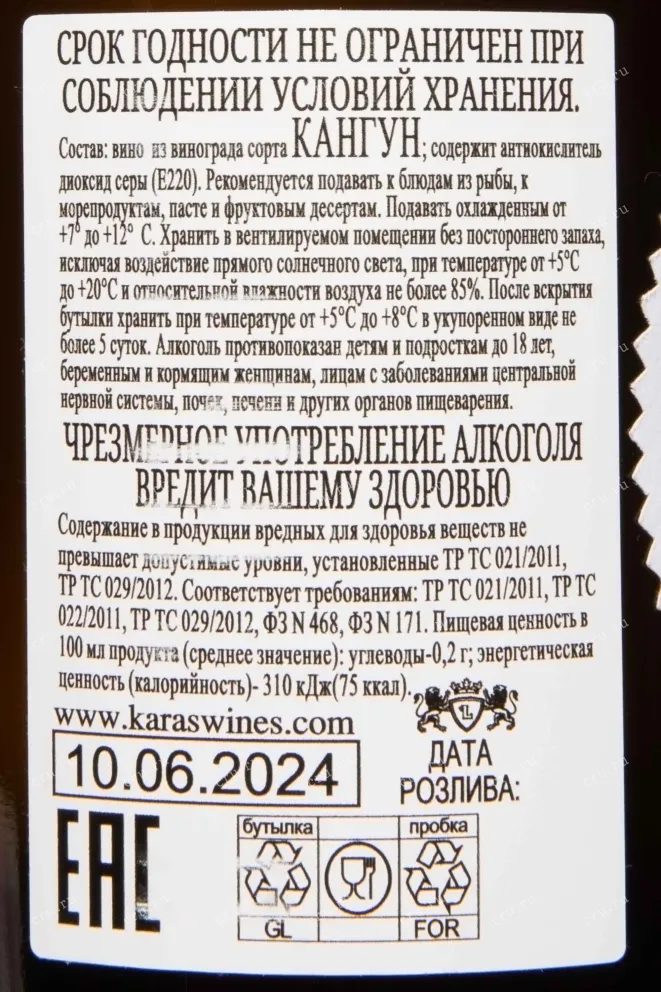 СРОК ГОДНОСТИ НЕ ОГРАНИЧЕН ПРИ
СОБЛЮДЕНИИ УСЛОВИЙ ХРАНЕНИЯ.
Состав: вино из винограда сорта КАНГУН; содержит антиокислитель
диоксид серы (Е220). Рекомендуется подавать к блюдам из рыбы, к
морепродуктам, пасте и фруктовым десертам. Подавать охлажденным от
+7° до +12° С. Хранить в вентилируемом помещении без постороннего запаха,
исключая воздействие прямого солнечного света, при температуре от +5°С
до +20°С и относительной влажности воздуха не более 85%. После вскрытия
бутылки хранить при температуре от +5°С до +8°С в укупоренном виде не
более 5 суток. Алкоголь противопоказан детям и подросткам до 18 лет,
беременным и кормящим женщинам, лицам с заболеваниями центральной
нервной системы, почек, печени и других органов пищеварения.
ЧРЕЗМЕРНОЕ УПОТРЕБЛЕНИЕ АЛКОГОЛЯ
ВРЕДИТ ВАШЕМУ ЗДОРОВЬЮ
Содержание в продукции вредных для здоровья веществ не
превышает допустимые уровни, установленные ТР ТС 021/2011,
ТР ТС 029/2012. Соответствует требованиям: ТР ТС 021/2011, ТР ТС
022/2011, ТР ТС 029/2012, ФЗ N 468, ФЗ N 171. Пищевая ценность в
100 мл продукта (среднее значение): углеводы-0,2 г; энергетическая
ценность (калорийность)- 310 кДж(75 ккал).
www.karaswines.com
10.06.2024
ДАТА
РОЗЛИВА:
ЕАС
бутылка пробка
GL FOR